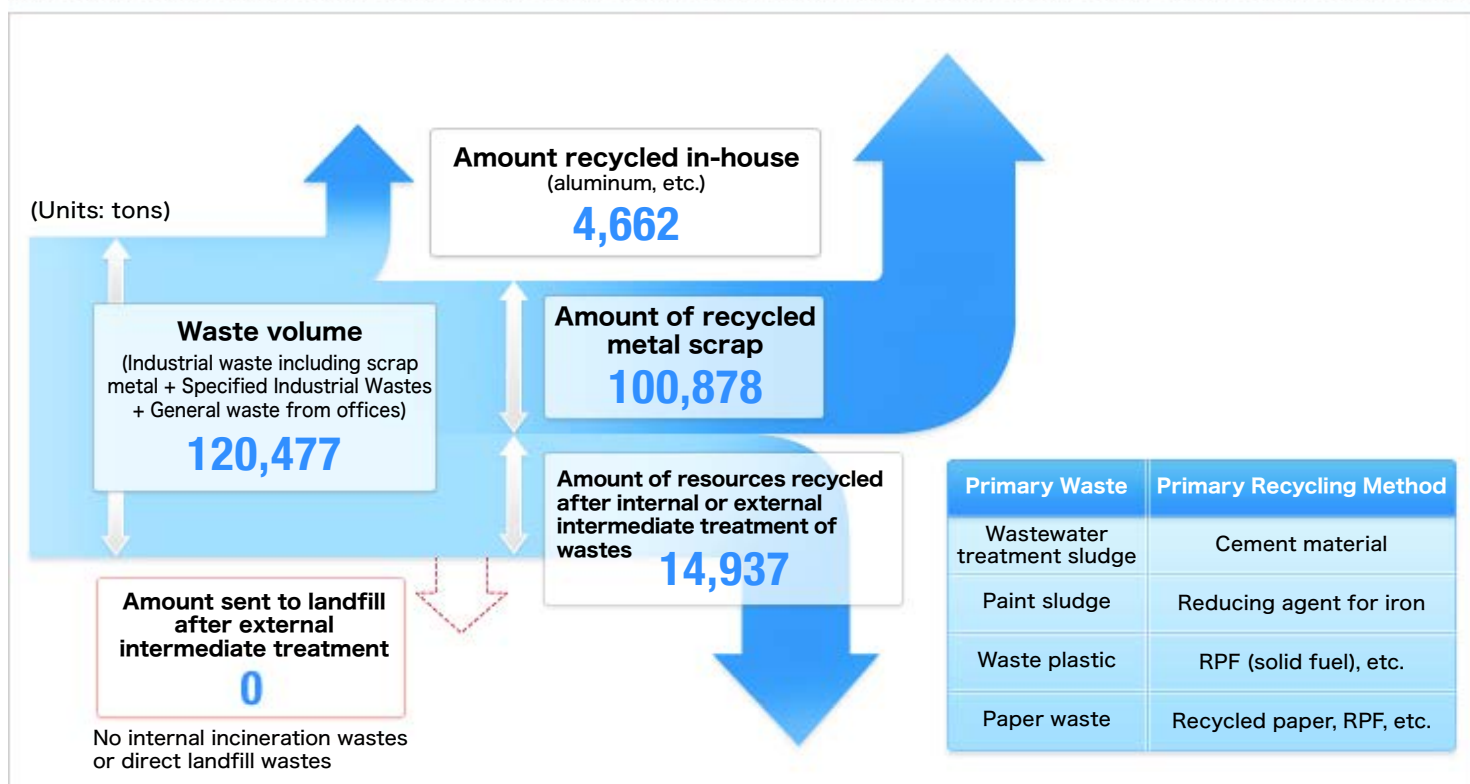 (Units: tons)
Amount recycled in-house
(aluminum, etc.)
4,662
Waste volume
(Industrial waste including scrap
metal + Specified Industrial Wastes
+ General waste from offices)
120,477
Amount of recycled
metal scrap
100,878
Amount of resources recycled
after internal or external
intermediate treatment of
wastes
14,937
Amount sent to landfill
after external
intermediate treatment
0
No internal incineration wastes
or direct landfill wastes
Primary Waste Primary Recycling Method
Wastewater
treatment sludge
Cement material
Paint sludge Reducing agent for iron
Waste plastic RPF (solid fuel), etc.
Paper waste Recycled paper, RPF, etc.